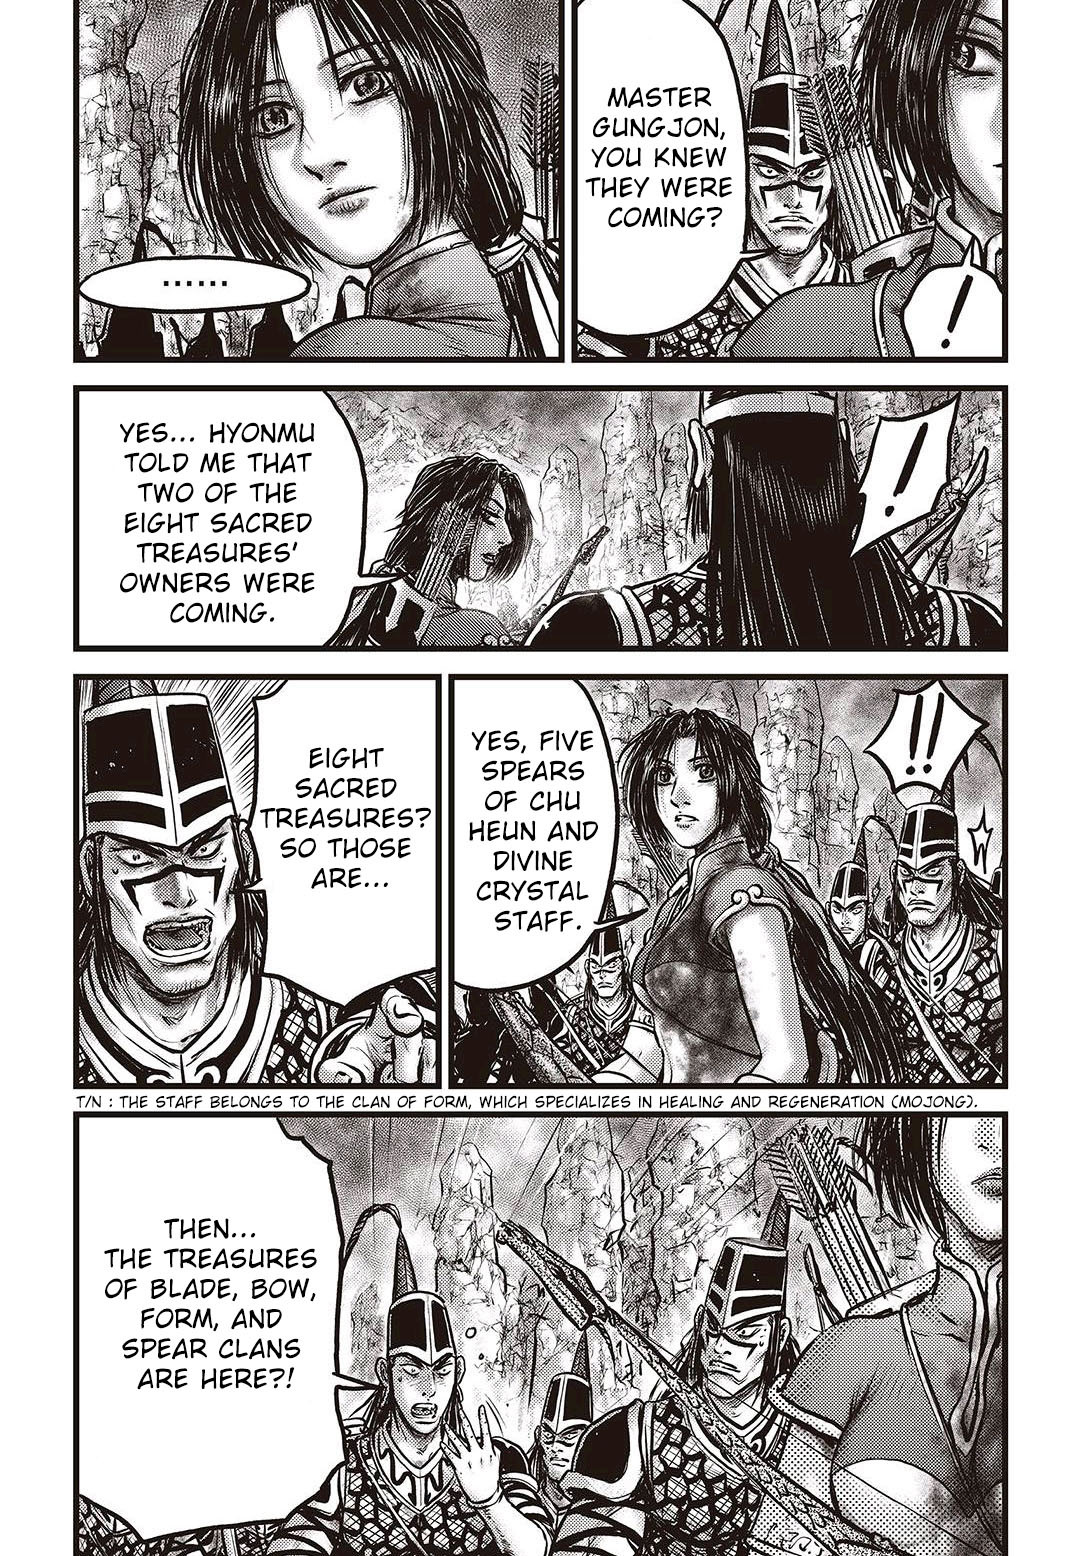 MASTER
GUNGJON,
YOU KNEW
THEY WERE
COMING?
!
......
!
YES... HYONMU
TOLD ME THAT
TWO OF THE
EIGHT SACRED
TREASURES'
OWNERS WERE
COMING.
!!
YES, FIVE
SPEARS
OF CHU
HEUN AND
DIVINE
CRYSTAL
STAFF.
EIGHT
SACRED
TREASURES?
SO THOSE
ARE...
T/N : THE STAFF BELONGS TO THE CLAN OF FORM, WHICH SPECIALIZES IN HEALING AND REGENERATION (MOJONG).
THEN...
THE TREASURES
OF BLADE, BOW,
FORM, AND
SPEAR CLANS
ARE HERE?!